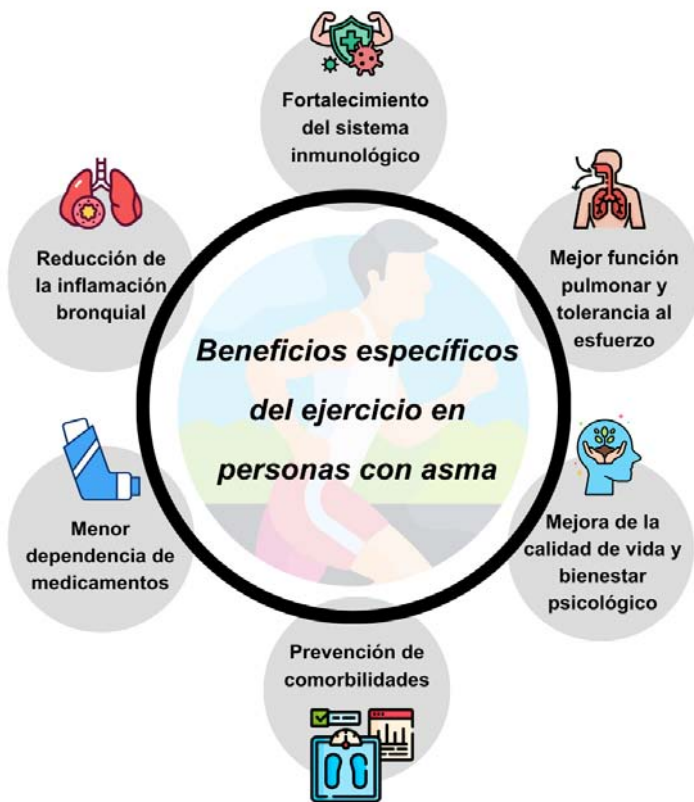 Fortalecimiento
del sistema
inmunológico
Mejor función
pulmonar y
tolerancia al
esfuerzo
Mejora de la
calidad de vida y
bienestar
psicológico
Prevención de
comorbilidades
Menor
dependencia de
medicamentos
Reducción de
la inflamación
bronquial
Beneficios específicos
del ejercicio en
personas con asma